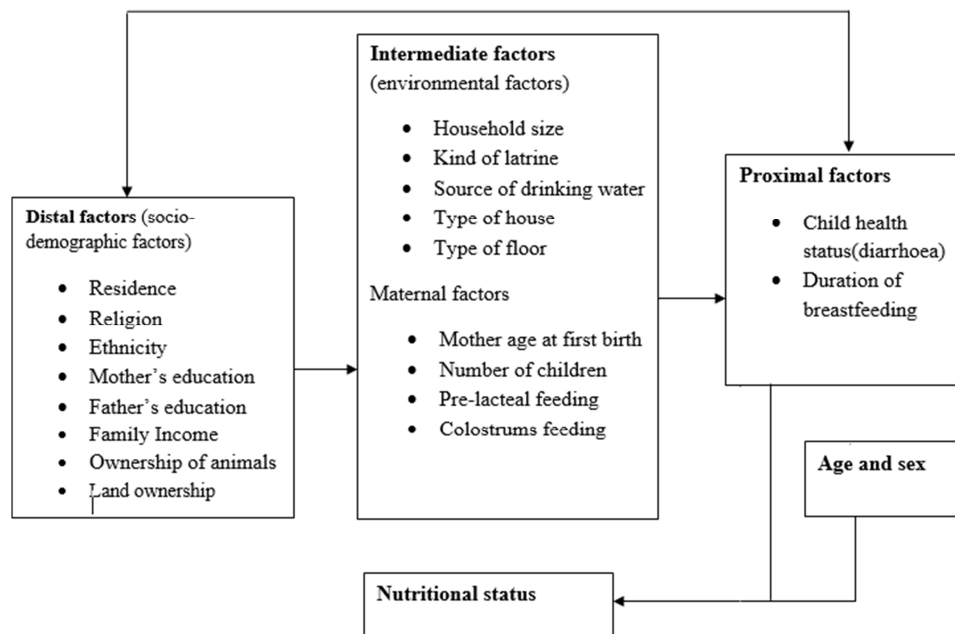 Distal factors (socio-
demographic factors)
• Residence
• Religion
• Ethnicity
• Mother's education
• Father's education
• Family Income
• Ownership of animals
• Land ownership
Intermediate factors
(environmental factors)
• Household size
• Kind of latrine
• Source of drinking water
• Type of house
• Type of floor
Maternal factors
• Mother age at first birth
• Number of children
• Pre-lacteal feeding
• Colostrums feeding
Proximal factors
• Child health
status(diarrhoea)
• Duration of
breastfeeding
Age and sex
Nutritional status